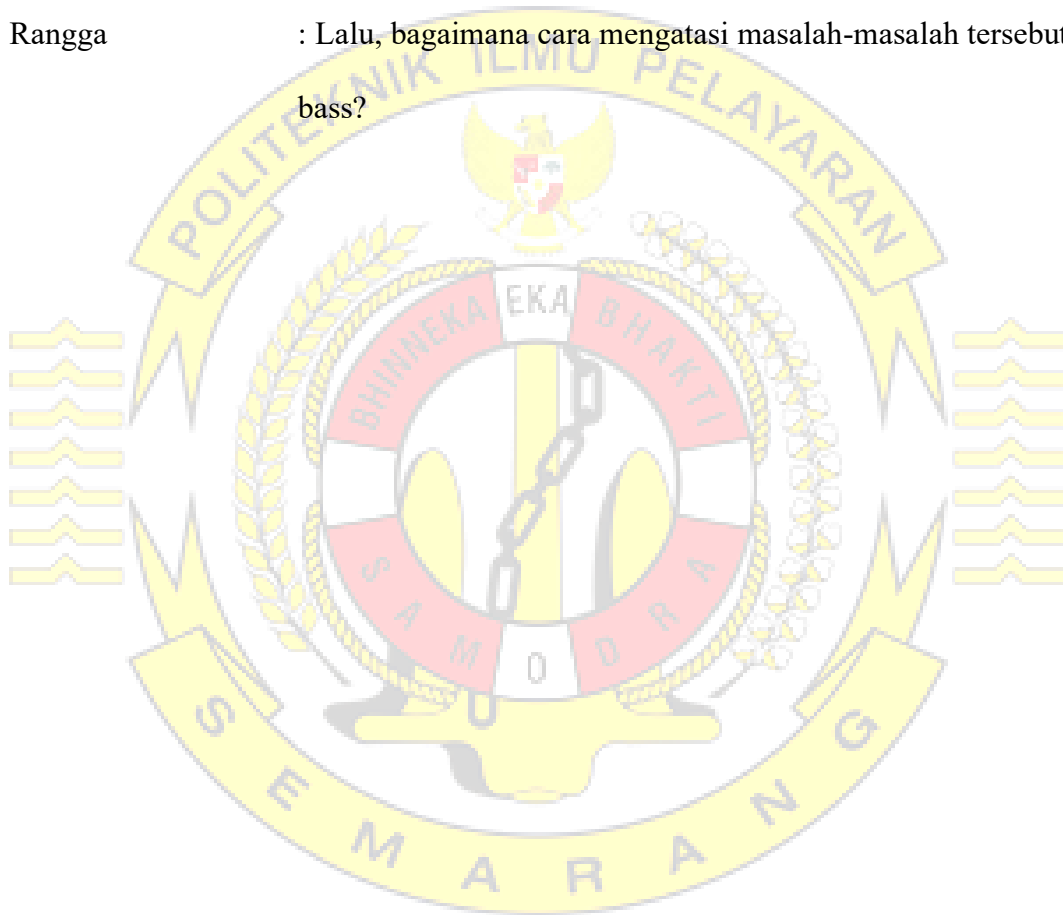 Rangga : Lalu, bagaimana cara mengatasi masalah-masalah tersebut
bass?
POLITEKNIK ILMU PELAYARAN
BHINNEKA EKA BHAKTI
SAMODRA
SEMARANG